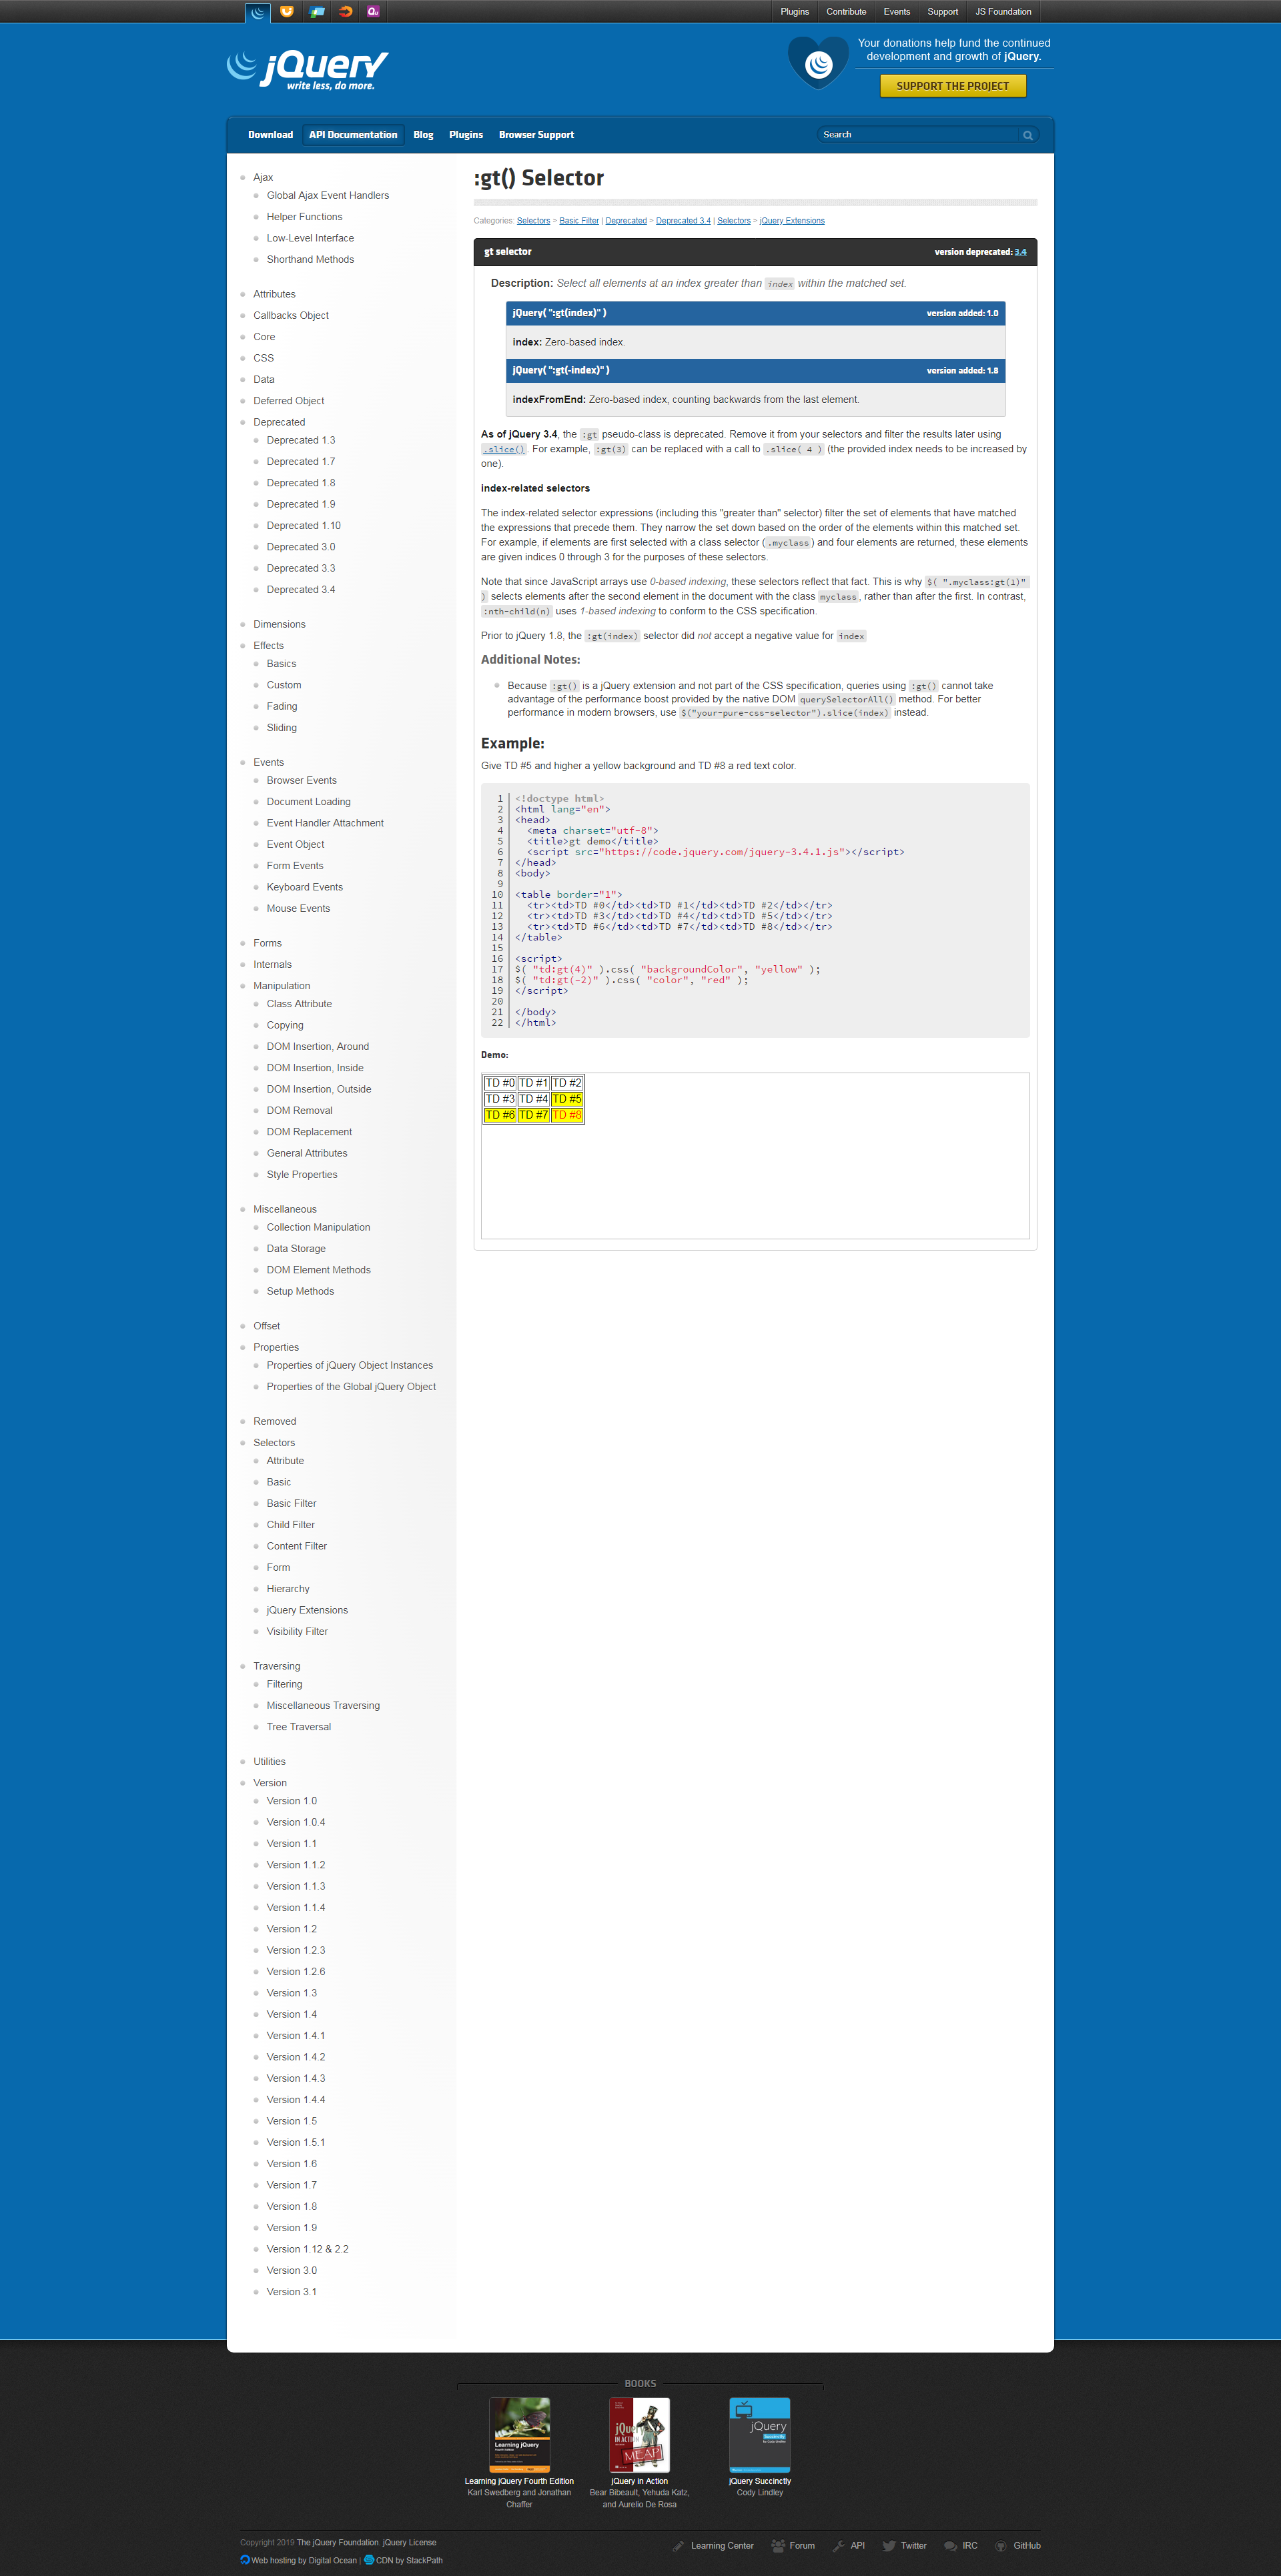 Plugins
Contribute
Events
Support
JS Foundation
jQuery
write less, do more.
Your donations help fund the continued
development and growth of jQuery.
SUPPORT THE PROJECT
Download
API Documentation
Blog
Plugins
Browser Support
Search
Ajax
Global Ajax Event Handlers
Helper Functions
Low-Level Interface
Shorthand Methods
Attributes
Callbacks Object
Core
CSS
Data
Deferred Object
Deprecated
Deprecated 1.3
Deprecated 1.7
Deprecated 1.8
Deprecated 1.9
Deprecated 1.10
Deprecated 3.0
Deprecated 3.3
Deprecated 3.4
Dimensions
Effects
Basics
Custom
Fading
Sliding
Events
Browser Events
Document Loading
Event Handler Attachment
Event Object
Form Events
Keyboard Events
Mouse Events
Forms
Internals
Manipulation
Class Attribute
Copying
DOM Insertion, Around
DOM Insertion, Inside
DOM Insertion, Outside
DOM Removal
DOM Replacement
General Attributes
Style Properties
Miscellaneous
Collection Manipulation
Data Storage
DOM Element Methods
Setup Methods
Offset
Properties
Properties of jQuery Object Instances
Properties of the Global jQuery Object
Removed
Selectors
Attribute
Basic
Basic Filter
Child Filter
Content Filter
Form
Hierarchy
jQuery Extensions
Visibility Filter
Traversing
Filtering
Miscellaneous Traversing
Tree Traversal
Utilities
Version
Version 1.0
Version 1.0.4
Version 1.1
Version 1.1.2
Version 1.1.3
Version 1.1.4
Version 1.2
Version 1.2.3
Version 1.2.6
Version 1.3
Version 1.4
Version 1.4.1
Version 1.4.2
Version 1.4.3
Version 1.4.4
Version 1.5
Version 1.5.1
Version 1.6
Version 1.7
Version 1.8
Version 1.9
Version 1.12 & 2.2
Version 3.0
Version 3.1
:gt() Selector
Categories: Selectors > Basic Filter | Deprecated > Deprecated 3.4 | Selectors > jQuery Extensions
gt selector
version deprecated: 3.4
Description: Select all elements at an index greater than index within the matched set.
jQuery( ":gt(index)" )
version added: 1.0
index: Zero-based index.
jQuery( ":gt(-index)" )
version added: 1.8
indexFromEnd: Zero-based index, counting backwards from the last element.
As of jQuery 3.4, the :gt pseudo-class is deprecated. Remove it from your selectors and filter the results later using
.slice(). For example, :gt(3) can be replaced with a call to .slice( 4 ) (the provided index needs to be increased by
one).
index-related selectors
The index-related selector expressions (including this "greater than" selector) filter the set of elements that have matched
the expressions that precede them. They narrow the set down based on the order of the elements within this matched set.
For example, if elements are first selected with a class selector (.myclass) and four elements are returned, these elements
are given indices 0 through 3 for the purposes of these selectors.
Note that since JavaScript arrays use 0-based indexing, these selectors reflect that fact. This is why $( ".myclass:gt(1)"
) selects elements after the second element in the document with the class myclass, rather than after the first. In contrast,
:nth-child(n) uses 1-based indexing to conform to the CSS specification.
Prior to jQuery 1.8, the :gt(index) selector did not accept a negative value for index
Additional Notes:
Because :gt() is a jQuery extension and not part of the CSS specification, queries using :gt() cannot take
advantage of the performance boost provided by the native DOM querySelectorAll() method. For better
performance in modern browsers, use $("your-pure-css-selector").slice(index) instead.
Example:
Give TD #5 and higher a yellow background and TD #8 a red text color.
1 <!doctype html>
2 <html lang="en">
3 <head>
4 <meta charset="utf-8">
5 <title>gt demo</title>
6 <script src="https://code.jquery.com/jquery-3.4.1.js"></script>
7 </head>
8 <body>
9
10 <table border="1">
11 <tr><td>TD #0</td><td>TD #1</td><td>TD #2</td></tr>
12 <tr><td>TD #3</td><td>TD #4</td><td>TD #5</td></tr>
13 <tr><td>TD #6</td><td>TD #7</td><td>TD #8</td></tr>
14 </table>
15
16 <script>
17 $( "td:gt(4)" ).css( "backgroundColor", "yellow" );
18 $( "td:gt(-2)" ).css( "color", "red" );
19 </script>
20
21 </body>
22 </html>
Demo:
TD #0 TD #1 TD #2
TD #3 TD #4 TD #5
TD #6 TD #7 TD #8
BOOKS
Learning jQuery
jQuery
IN ACTION
MEAP
jQuery
Learning jQuery Fourth Edition
Karl Swedberg and Jonathan
Chaffer
jQuery in Action
Bear Bibeault, Yehuda Katz,
and Aurelio De Rosa
jQuery Succinctly
Cody Lindley
Copyright 2019 The jQuery Foundation. jQuery License
Web hosting by Digital Ocean | CDN by StackPath
Learning Center
Forum
API
Twitter
IRC
GitHub